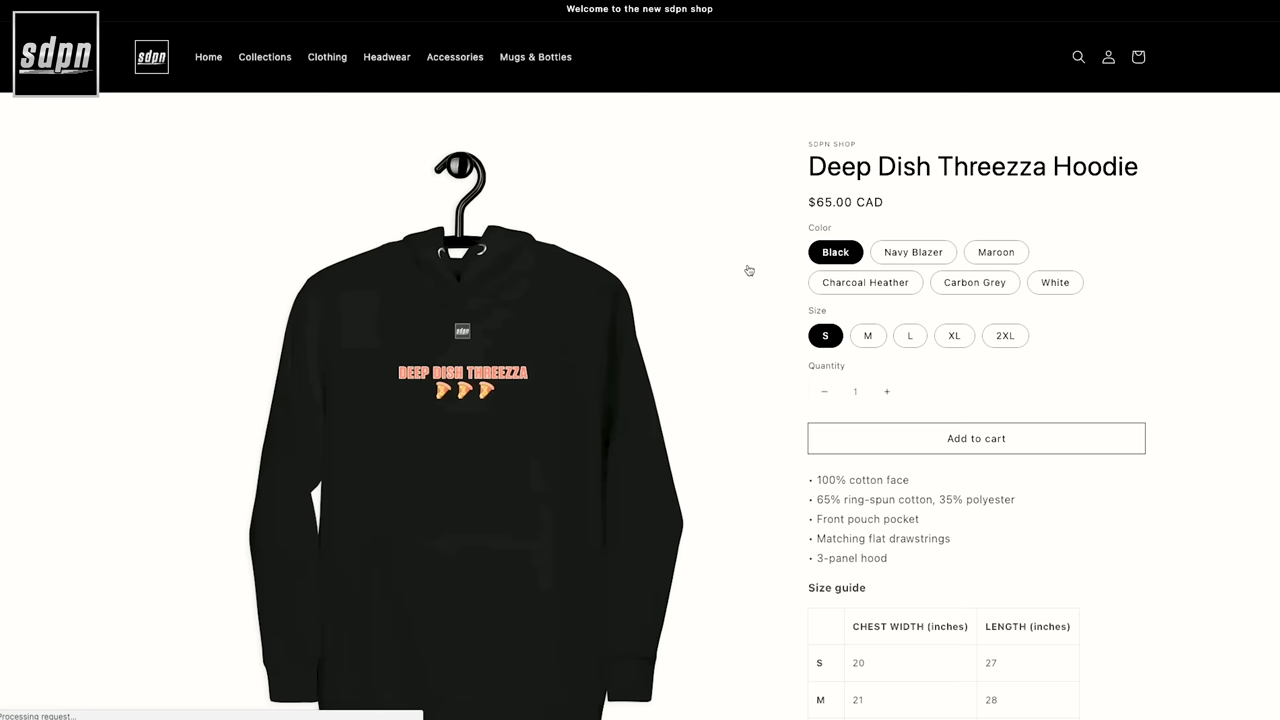 Welcome to the new sdpn shop
sdpn
sdpn
Home
Collections
Clothing
Headwear
Accessories
Mugs & Bottles
SDPN SHOP
Deep Dish Threezza Hoodie
$65.00 CAD
Color
Black
Navy Blazer
Maroon
Charcoal Heather
Carbon Grey
White
Size
S
M
L
XL
2XL
Quantity
− 1 +
Add to cart
• 100% cotton face
• 65% ring-spun cotton, 35% polyester
• Front pouch pocket
• Matching flat drawstrings
• 3-panel hood
Size guide
CHEST WIDTH (inches) LENGTH (inches)
S 20 27
M 21 28
sdpn
DEEP DISH THREEZZA
Processing request...